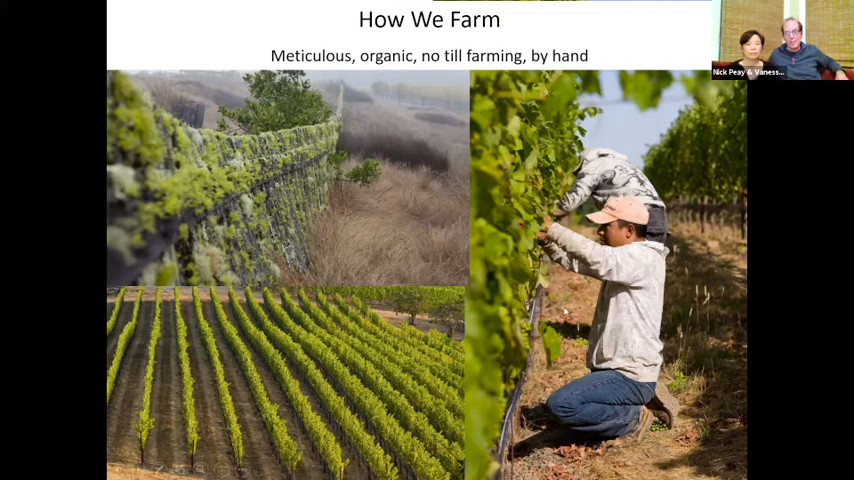 How We Farm
Meticulous, organic, no till farming, by hand
Nick Peay & Vaness...